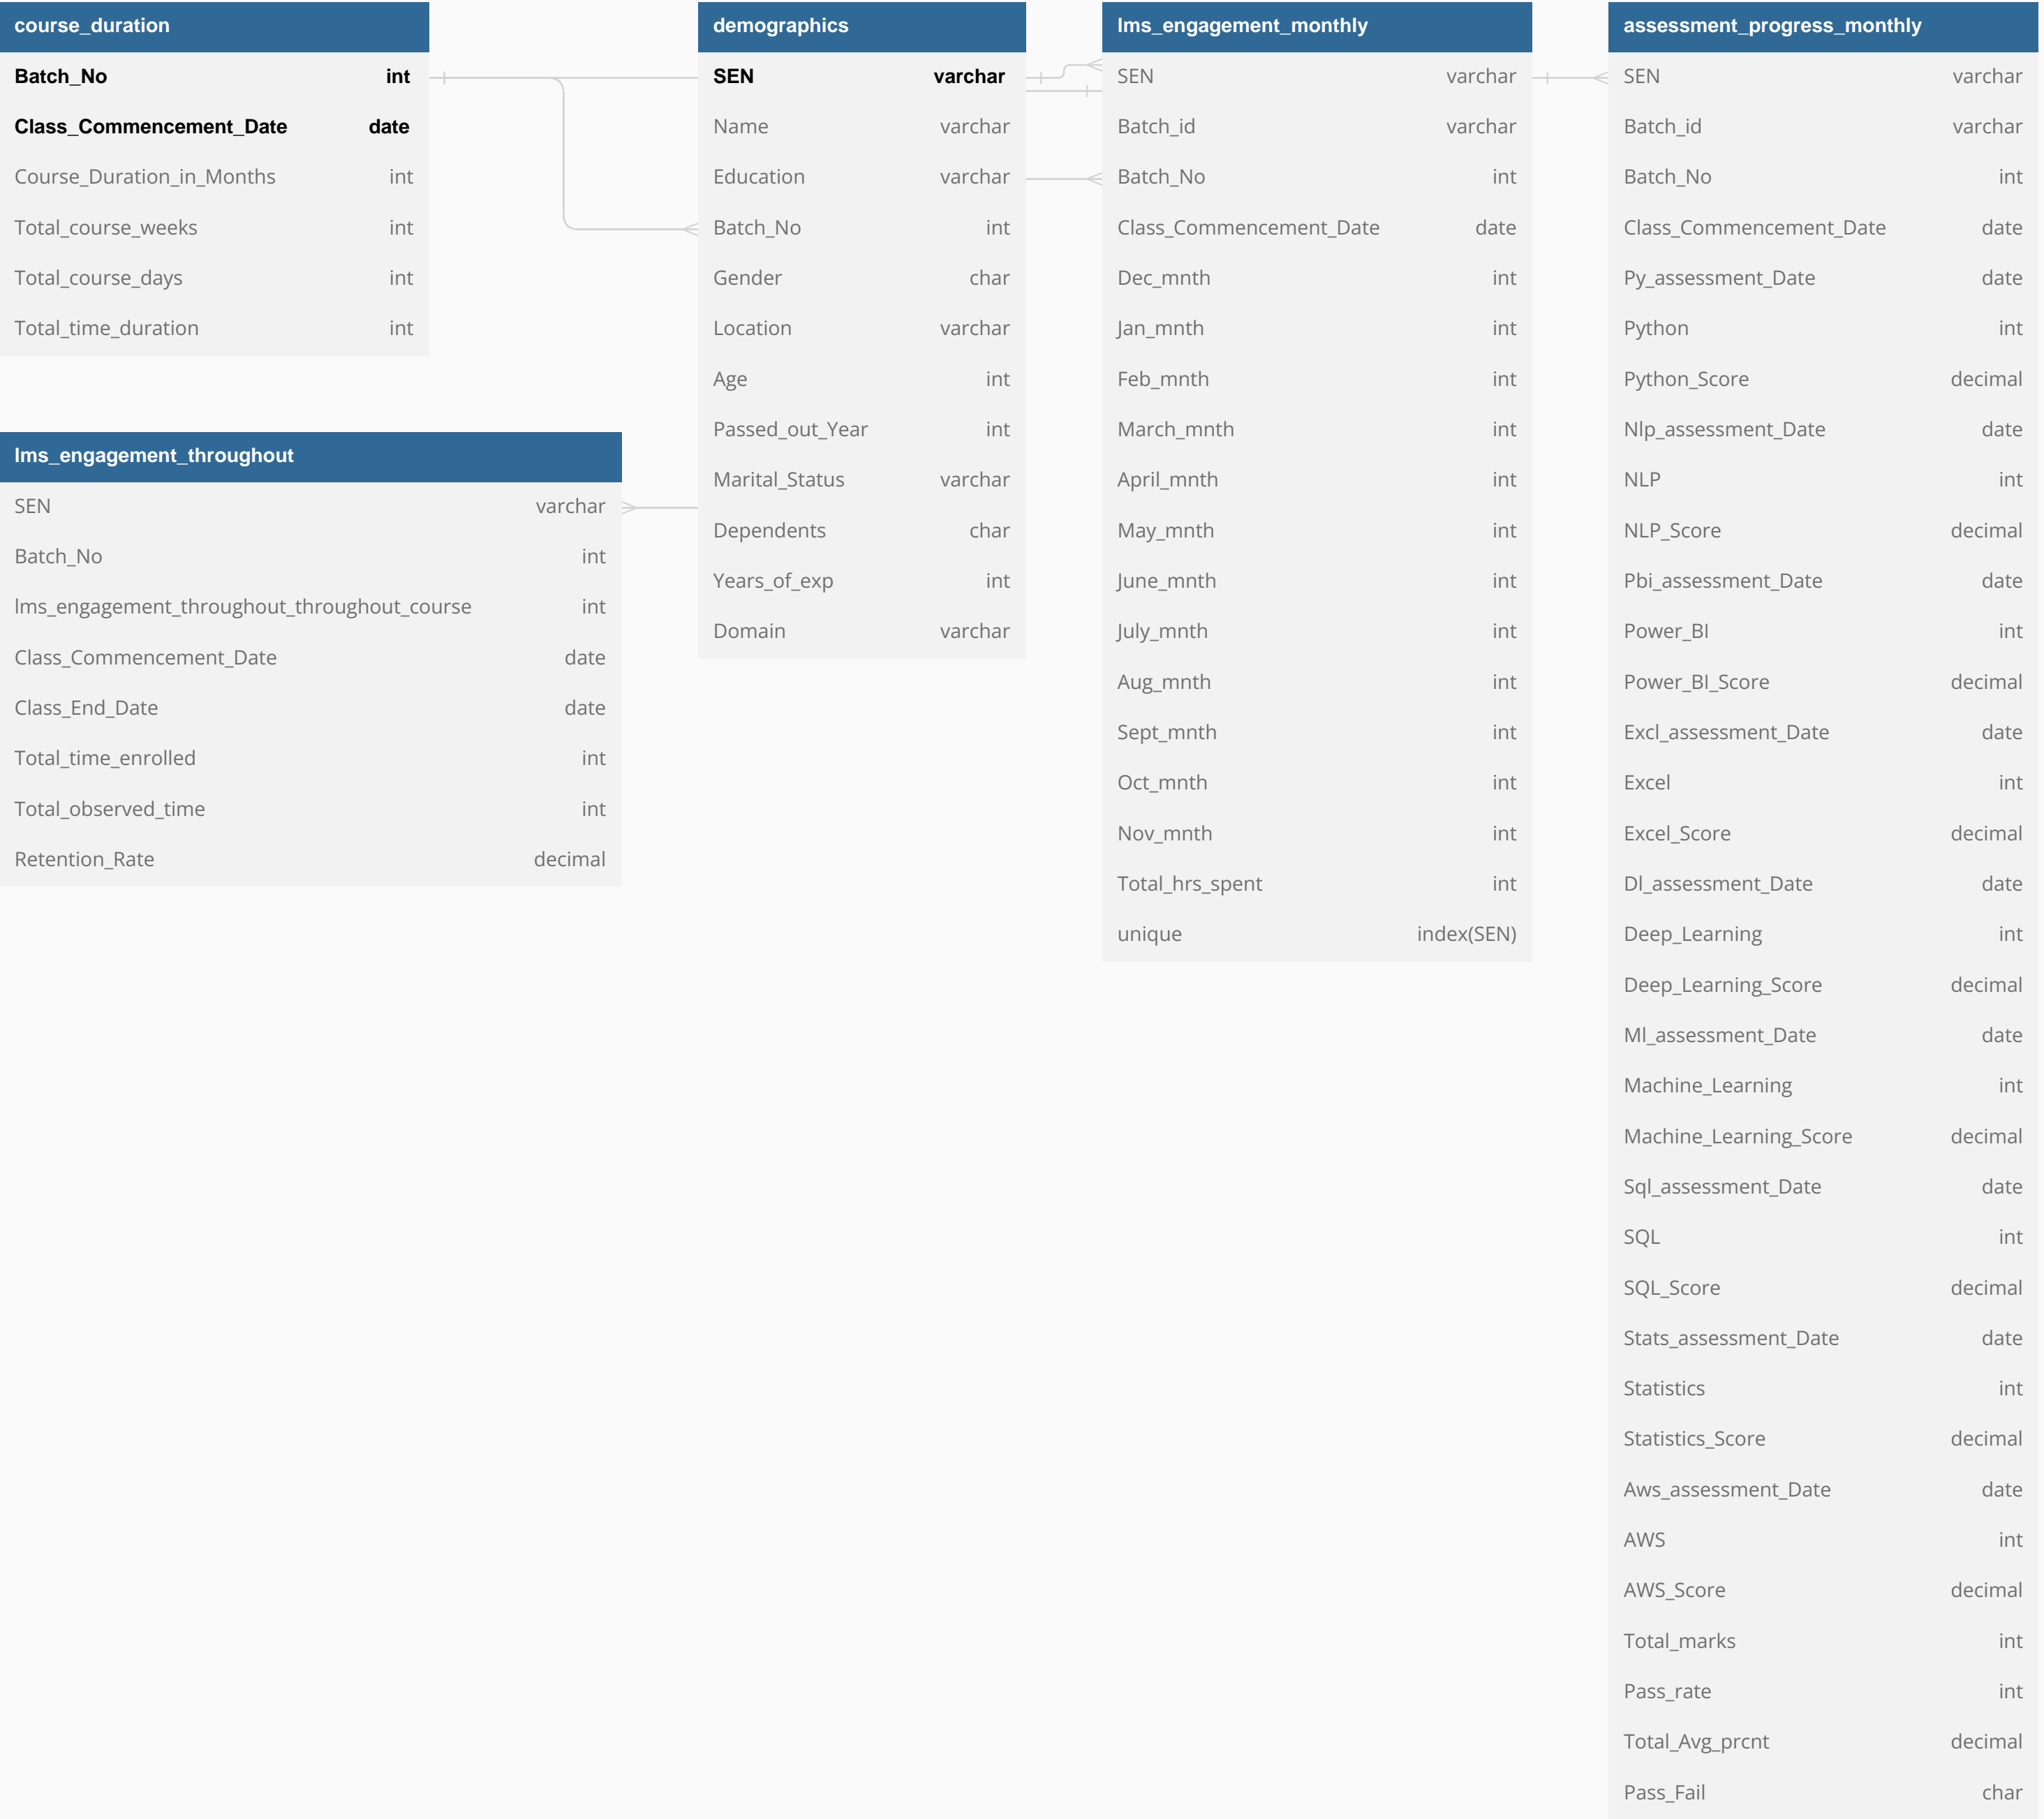 course_duration
Batch_No int
Class_Commencement_Date date
Course_Duration_in_Months int
Total_course_weeks int
Total_course_days int
Total_time_duration int
lms_engagement_throughout
SEN varchar
Batch_No int
lms_engagement_throughout_throughout_course int
Class_Commencement_Date date
Class_End_Date date
Total_time_enrolled int
Total_observed_time int
Retention_Rate decimal
demographics
SEN varchar
Name varchar
Education varchar
Batch_No int
Gender char
Location varchar
Age int
Passed_out_Year int
Marital_Status varchar
Dependents char
Years_of_exp int
Domain varchar
lms_engagement_monthly
SEN varchar
Batch_id varchar
Batch_No int
Class_Commencement_Date date
Dec_mnth int
Jan_mnth int
Feb_mnth int
March_mnth int
April_mnth int
May_mnth int
June_mnth int
July_mnth int
Aug_mnth int
Sept_mnth int
Oct_mnth int
Nov_mnth int
Total_hrs_spent int
unique index(SEN)
assessment_progress_monthly
SEN varchar
Batch_id varchar
Batch_No int
Class_Commencement_Date date
Py_assessment_Date date
Python int
Python_Score decimal
Nlp_assessment_Date date
NLP int
NLP_Score decimal
Pbi_assessment_Date date
Power_BI int
Power_BI_Score decimal
Excl_assessment_Date date
Excel int
Excel_Score decimal
Dl_assessment_Date date
Deep_Learning int
Deep_Learning_Score decimal
Ml_assessment_Date date
Machine_Learning int
Machine_Learning_Score decimal
Sql_assessment_Date date
SQL int
SQL_Score decimal
Stats_assessment_Date date
Statistics int
Statistics_Score decimal
Aws_assessment_Date date
AWS int
AWS_Score decimal
Total_marks int
Pass_rate int
Total_Avg_prcnt decimal
Pass_Fail char